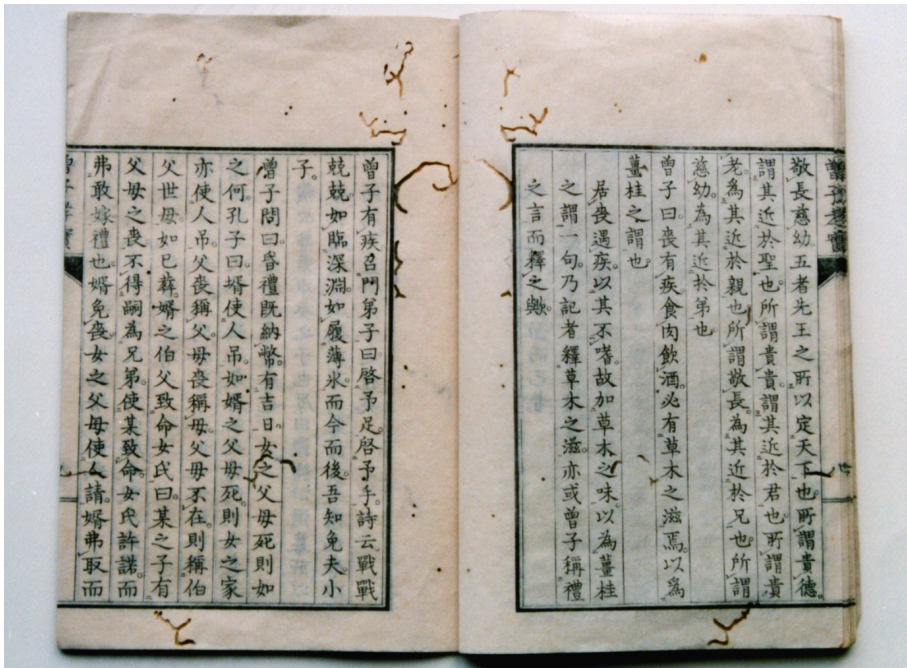 敬長慈幼五者先王之所以定天下也所謂貴德
謂其近於聖也所謂貴貴謂其近於君也所謂貴
老為其近於親也所謂敬長為其近於兄也所謂
慈幼為其近於弟也
曾子曰喪有疾食肉飲酒必有草木之滋焉以為
薑桂之謂也
居喪遇疾以其不嗜故加草木之味以為薑桂
之謂一句乃記者釋草木之滋亦或曾子稱禮
之言而釋之歟
曾子有疾召門弟子曰啓予足啓予手詩云戰戰
兢兢如臨深淵如履薄氷而今而後吾知免夫小
子
曾子問曰昏禮既納幣有吉日女之父母死則如
之何孔子曰壻使人吊如壻之父母死則女之家
亦使人吊父喪稱父母喪稱母父母不在則稱伯
父世母如已葬壻之伯父致命女氏曰某之子有
父母之喪不得嗣為兄弟使某致命女氏許諾而
弗敢嫁禮也壻免喪女之父母使人請壻弗取而